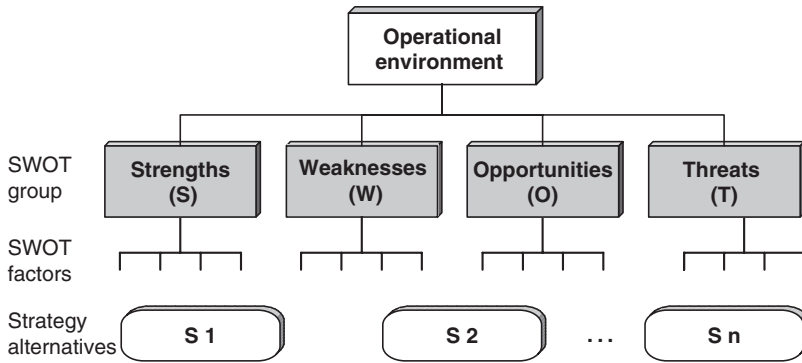 Operational
environment
SWOT
group
Strengths
(S)
Weaknesses
(W)
Opportunities
(O)
Threats
(T)
SWOT
factors
Strategy
alternatives
S 1
S 2
...
S n